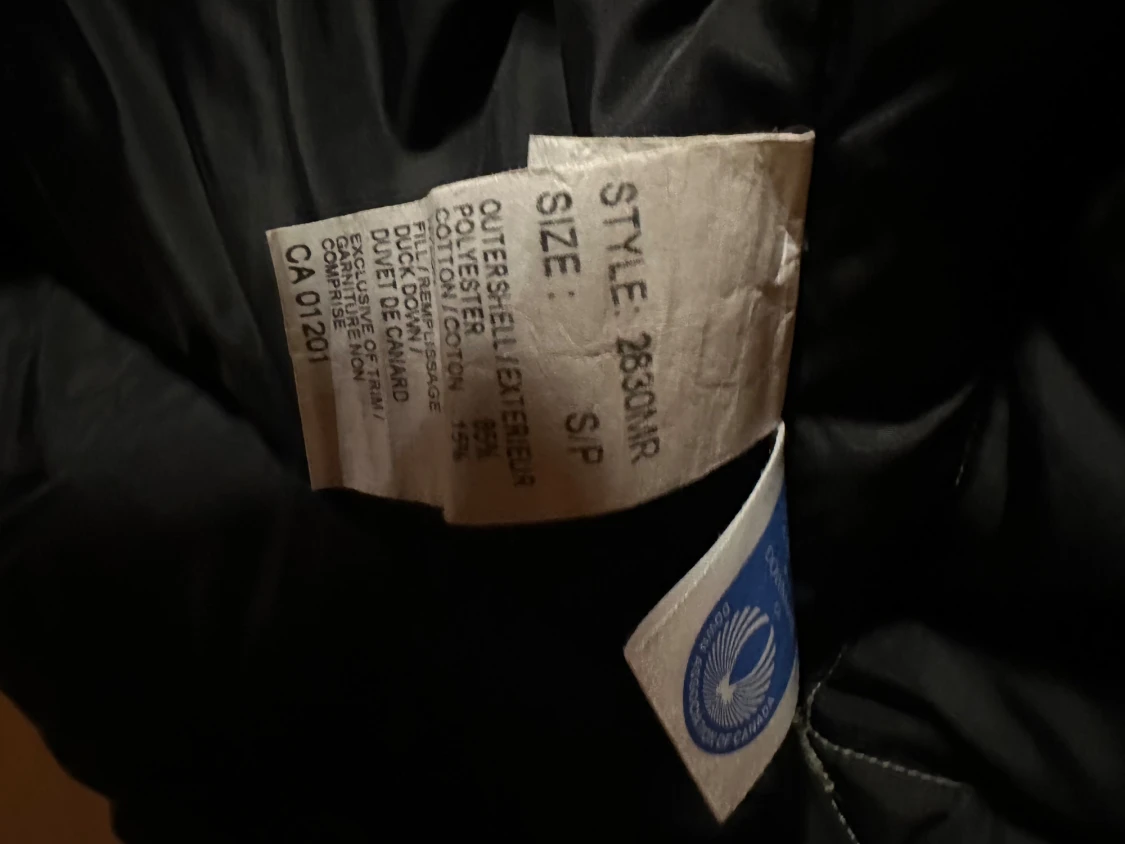 STYLE: 2830MR
SIZE : S/P
OUTERSHELL/EXTERIEUR
POLYESTER 85%
COTTON / COTON 15%
FILL / REMPLISSAGE
DUCK DOWN /
DUVET DE CANARD
EXCLUSIVE OF TRIM /
GARNITURE NON
COMPRISE
CA 01201
DOWN ASSOCIATION OF CANADA